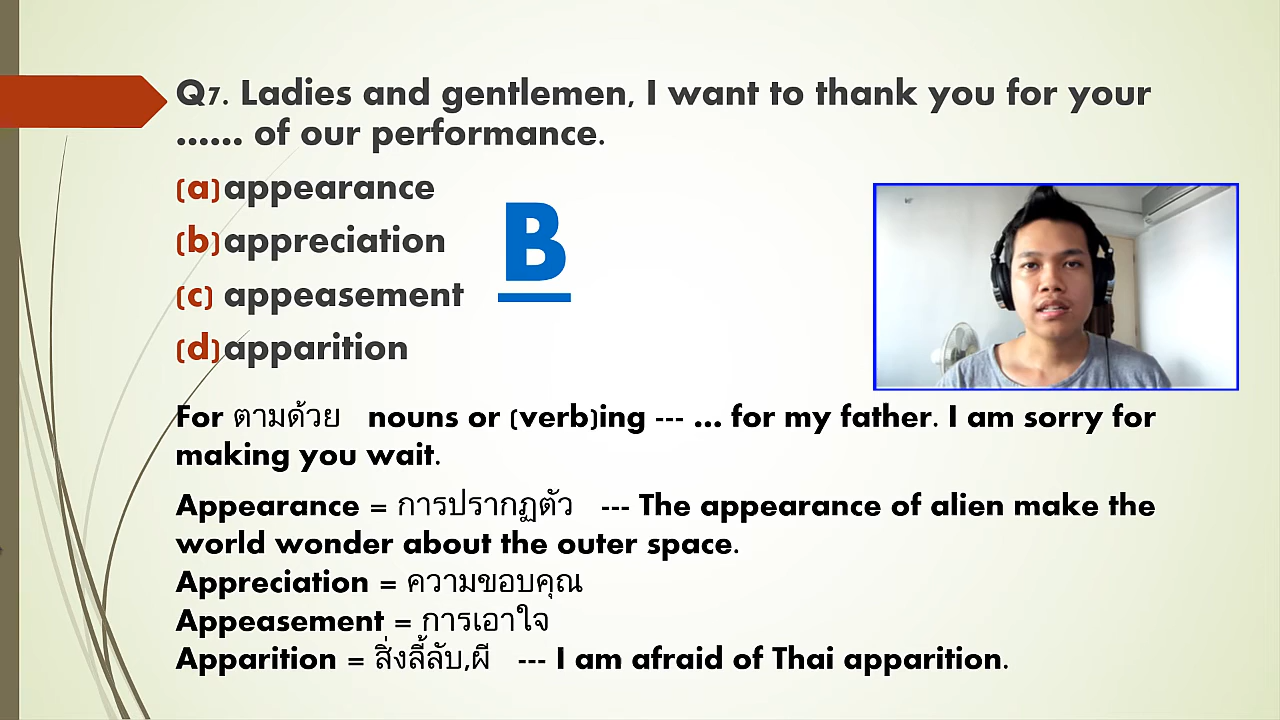 Q7. Ladies and gentlemen, I want to thank you for your
...... of our performance.
(a) appearance
(b) appreciation
(c) appeasement
(d) apparition
B
For ตามด้วย nouns or (verb)ing --- ... for my father. I am sorry for
making you wait.
Appearance = การปรากฏตัว --- The appearance of alien make the
world wonder about the outer space.
Appreciation = ความขอบคุณ
Appeasement = การเอาใจ
Apparition = สิ่งลี้ลับ,ผี --- I am afraid of Thai apparition.